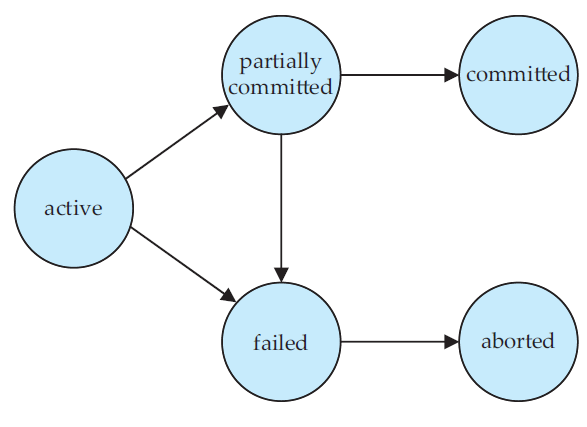 partially
committed
committed
active
failed
aborted